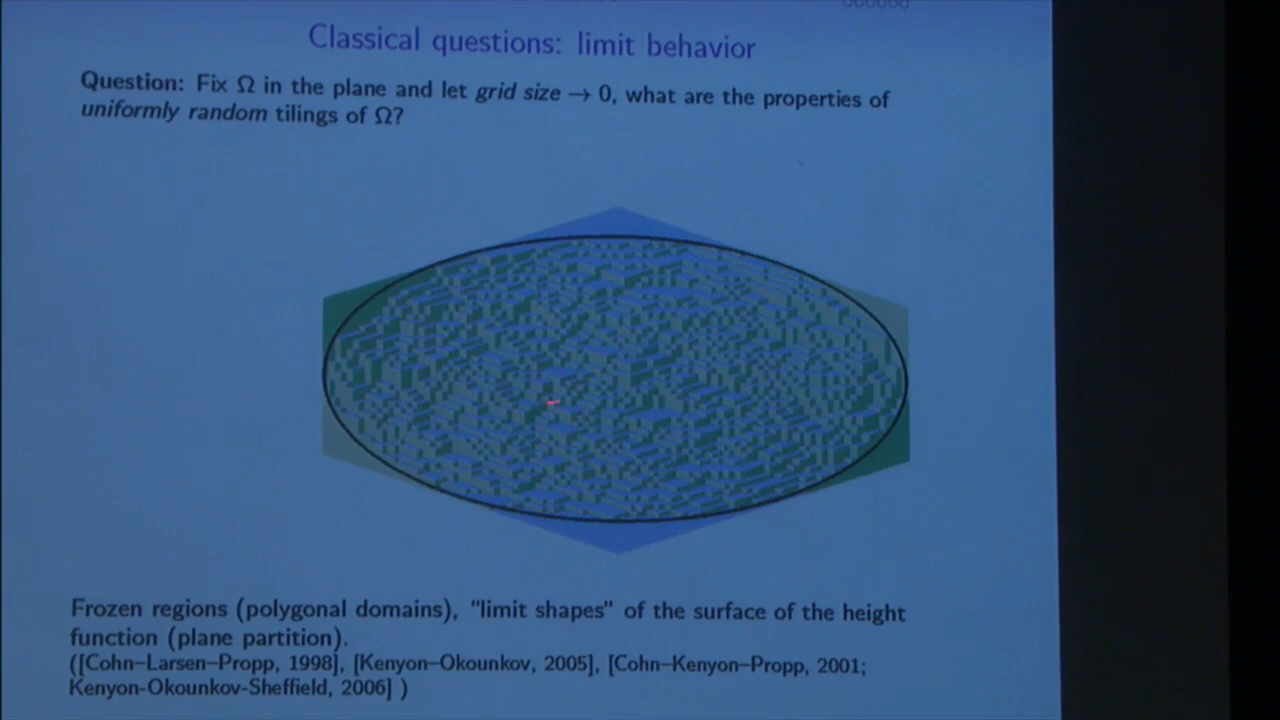 Classical questions: limit behavior
Question: Fix Ω in the plane and let grid size → 0, what are the properties of
uniformly random tilings of Ω?
Frozen regions (polygonal domains), "limit shapes" of the surface of the height
function (plane partition).
([Cohn–Larsen–Propp, 1998], [Kenyon–Okounkov, 2005], [Cohn–Kenyon–Propp, 2001;
Kenyon-Okounkov-Sheffield, 2006] )